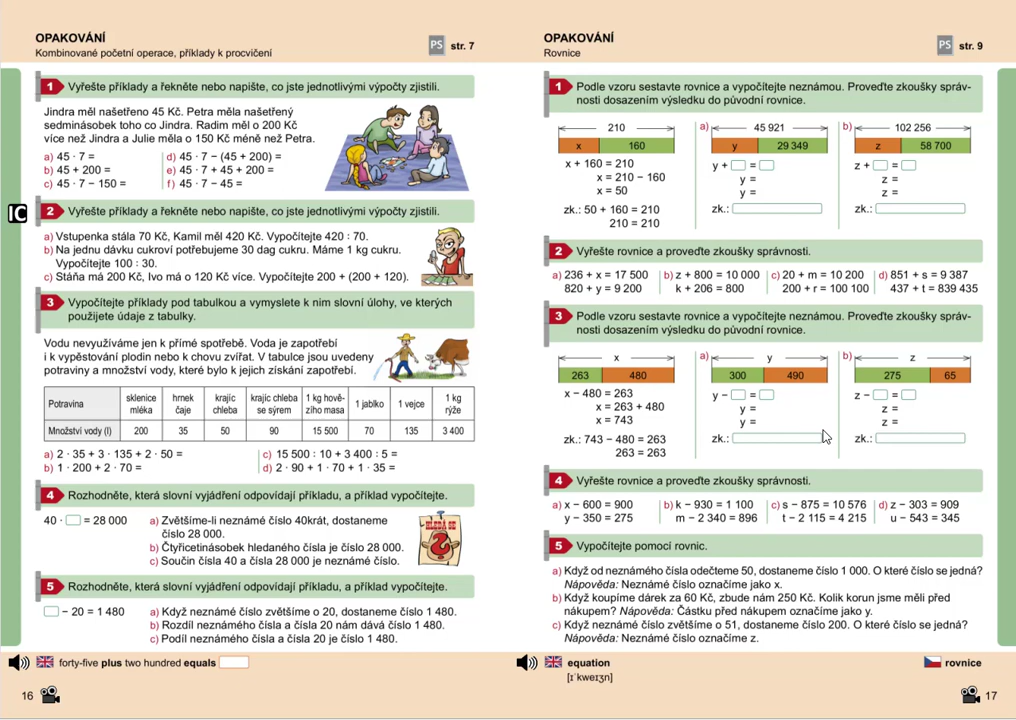 OPAKOVÁNÍ
Kombinované početní operace, příklady k procvičení
PS str. 7
1 Vyřešte příklady a řekněte nebo napište, co jste jednotlivými výpočty zjistili.
Jindra měl našetřeno 45 Kč. Petra měla našetřený
sedminásobek toho co Jindra. Radim měl o 200 Kč
více než Jindra a Julie měla o 150 Kč méně než Petra.
a) 45 · 7 = d) 45 · 7 − (45 + 200) =
b) 45 + 200 = e) 45 · 7 + 45 + 200 =
c) 45 · 7 − 150 = f) 45 · 7 − 45 =
IC
2 Vyřešte příklady a řekněte nebo napište, co jste jednotlivými výpočty zjistili.
a) Vstupenka stála 70 Kč, Kamil měl 420 Kč. Vypočítejte 420 : 70.
b) Na jednu dávku cukroví potřebujeme 30 dag cukru. Máme 1 kg cukru.
Vypočítejte 100 : 30.
c) Stáňa má 200 Kč, Ivo má o 120 Kč více. Vypočítejte 200 + (200 + 120).
3 Vypočítejte příklady pod tabulkou a vymyslete k nim slovní úlohy, ve kterých
použijete údaje z tabulky.
Vodu nevyužíváme jen k přímé spotřebě. Voda je zapotřebí
i k vypěstování plodin nebo k chovu zvířat. V tabulce jsou uvedeny
potraviny a množství vody, které bylo k jejich získání zapotřebí.
Potravina sklenice mléka hrnek čaje krajíc chleba krajíc chleba se sýrem 1 kg hovězího masa 1 jablko 1 vejce 1 kg rýže
Množství vody (l) 200 35 50 90 15 500 70 135 3 400
a) 2 · 35 + 3 · 135 + 2 · 50 = c) 15 500 : 10 + 3 400 : 5 =
b) 1 · 200 + 2 · 70 = d) 2 · 90 + 1 · 70 + 1 · 35 =
4 Rozhodněte, která slovní vyjádření odpovídají příkladu, a příklad vypočítejte.
40 · = 28 000
a) Zvětšíme-li neznámé číslo 40krát, dostaneme
číslo 28 000.
b) Čtyřicetinásobek hledaného čísla je číslo 28 000.
c) Součin čísla 40 a čísla 28 000 je neznámé číslo.
HLEDÁ SE
?
5 Rozhodněte, která slovní vyjádření odpovídají příkladu, a příklad vypočítejte.
− 20 = 1 480
a) Když neznámé číslo zvětšíme o 20, dostaneme číslo 1 480.
b) Rozdíl neznámého čísla a čísla 20 nám dává číslo 1 480.
c) Podíl neznámého čísla a čísla 20 je číslo 1 480.
forty-five plus two hundred equals
16
OPAKOVÁNÍ
Rovnice
PS str. 9
1 Podle vzoru sestavte rovnice a vypočítejte neznámou. Proveďte zkoušky správ-
nosti dosazením výsledku do původní rovnice.
210
x 160
x + 160 = 210
x = 210 − 160
x = 50
zk.: 50 + 160 = 210
210 = 210
a) 45 921
y 29 349
y + =
y =
y =
zk.:
b) 102 256
z 58 700
z + =
z =
z =
zk.:
2 Vyřešte rovnice a proveďte zkoušky správnosti.
a) 236 + x = 17 500 b) z + 800 = 10 000 c) 20 + m = 10 200 d) 851 + s = 9 387
820 + y = 9 200 k + 206 = 800 200 + r = 100 100 437 + t = 839 435
3 Podle vzoru sestavte rovnice a vypočítejte neznámou. Proveďte zkoušky správ-
nosti dosazením výsledku do původní rovnice.
x
263 480
x − 480 = 263
x = 263 + 480
x = 743
zk.: 743 − 480 = 263
263 = 263
a) y
300 490
y − =
y =
y =
zk.:
b) z
275 65
z − =
z =
z =
zk.:
4 Vyřešte rovnice a proveďte zkoušky správnosti.
a) x − 600 = 900 b) k − 930 = 1 100 c) s − 875 = 10 576 d) z − 303 = 909
y − 350 = 275 m − 2 340 = 896 t − 2 115 = 4 215 u − 543 = 345
5 Vypočítejte pomocí rovnic.
a) Když od neznámého čísla odečteme 50, dostaneme číslo 1 000. O které číslo se jedná?
Nápověda: Neznámé číslo označíme jako x.
b) Když koupíme dárek za 60 Kč, zbude nám 250 Kč. Kolik korun jsme měli před
nákupem? Nápověda: Částku před nákupem označíme jako y.
c) Když neznámé číslo zvětšíme o 51, dostaneme číslo 200. O které číslo se jedná?
Nápověda: Neznámé číslo označíme z.
equation
[ɪˈkweɪʒn]
rovnice
17